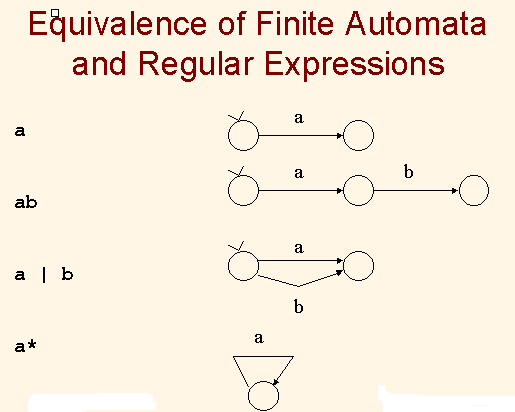 Equivalence of Finite Automata
and Regular Expressions
a
a
ab
a
b
a | b
a
b
a*
a